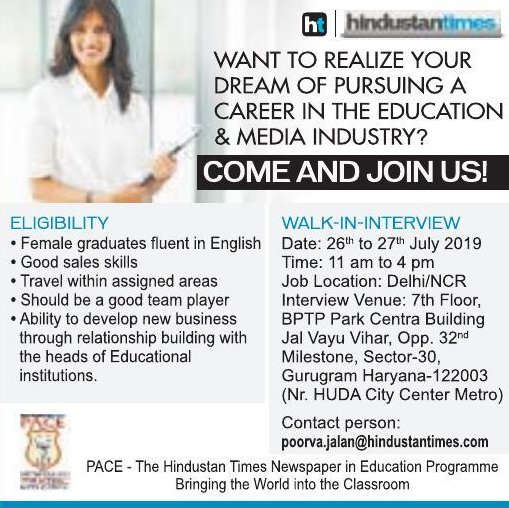 ht | hindustantimes
WANT TO REALIZE YOUR
DREAM OF PURSUING A
CAREER IN THE EDUCATION
& MEDIA INDUSTRY?
COME AND JOIN US!
ELIGIBILITY
• Female graduates fluent in English
• Good sales skills
• Travel within assigned areas
• Should be a good team player
• Ability to develop new business
through relationship building with
the heads of Educational
institutions.
WALK-IN-INTERVIEW
Date: 26th to 27th July 2019
Time: 11 am to 4 pm
Job Location: Delhi/NCR
Interview Venue: 7th Floor,
BPTP Park Centra Building
Jal Vayu Vihar, Opp. 32nd
Milestone, Sector-30,
Gurugram Haryana-122003
(Nr. HUDA City Center Metro)
Contact person:
poorva.jalan@hindustantimes.com
PACE
PACE - The Hindustan Times Newspaper in Education Programme
Bringing the World into the Classroom